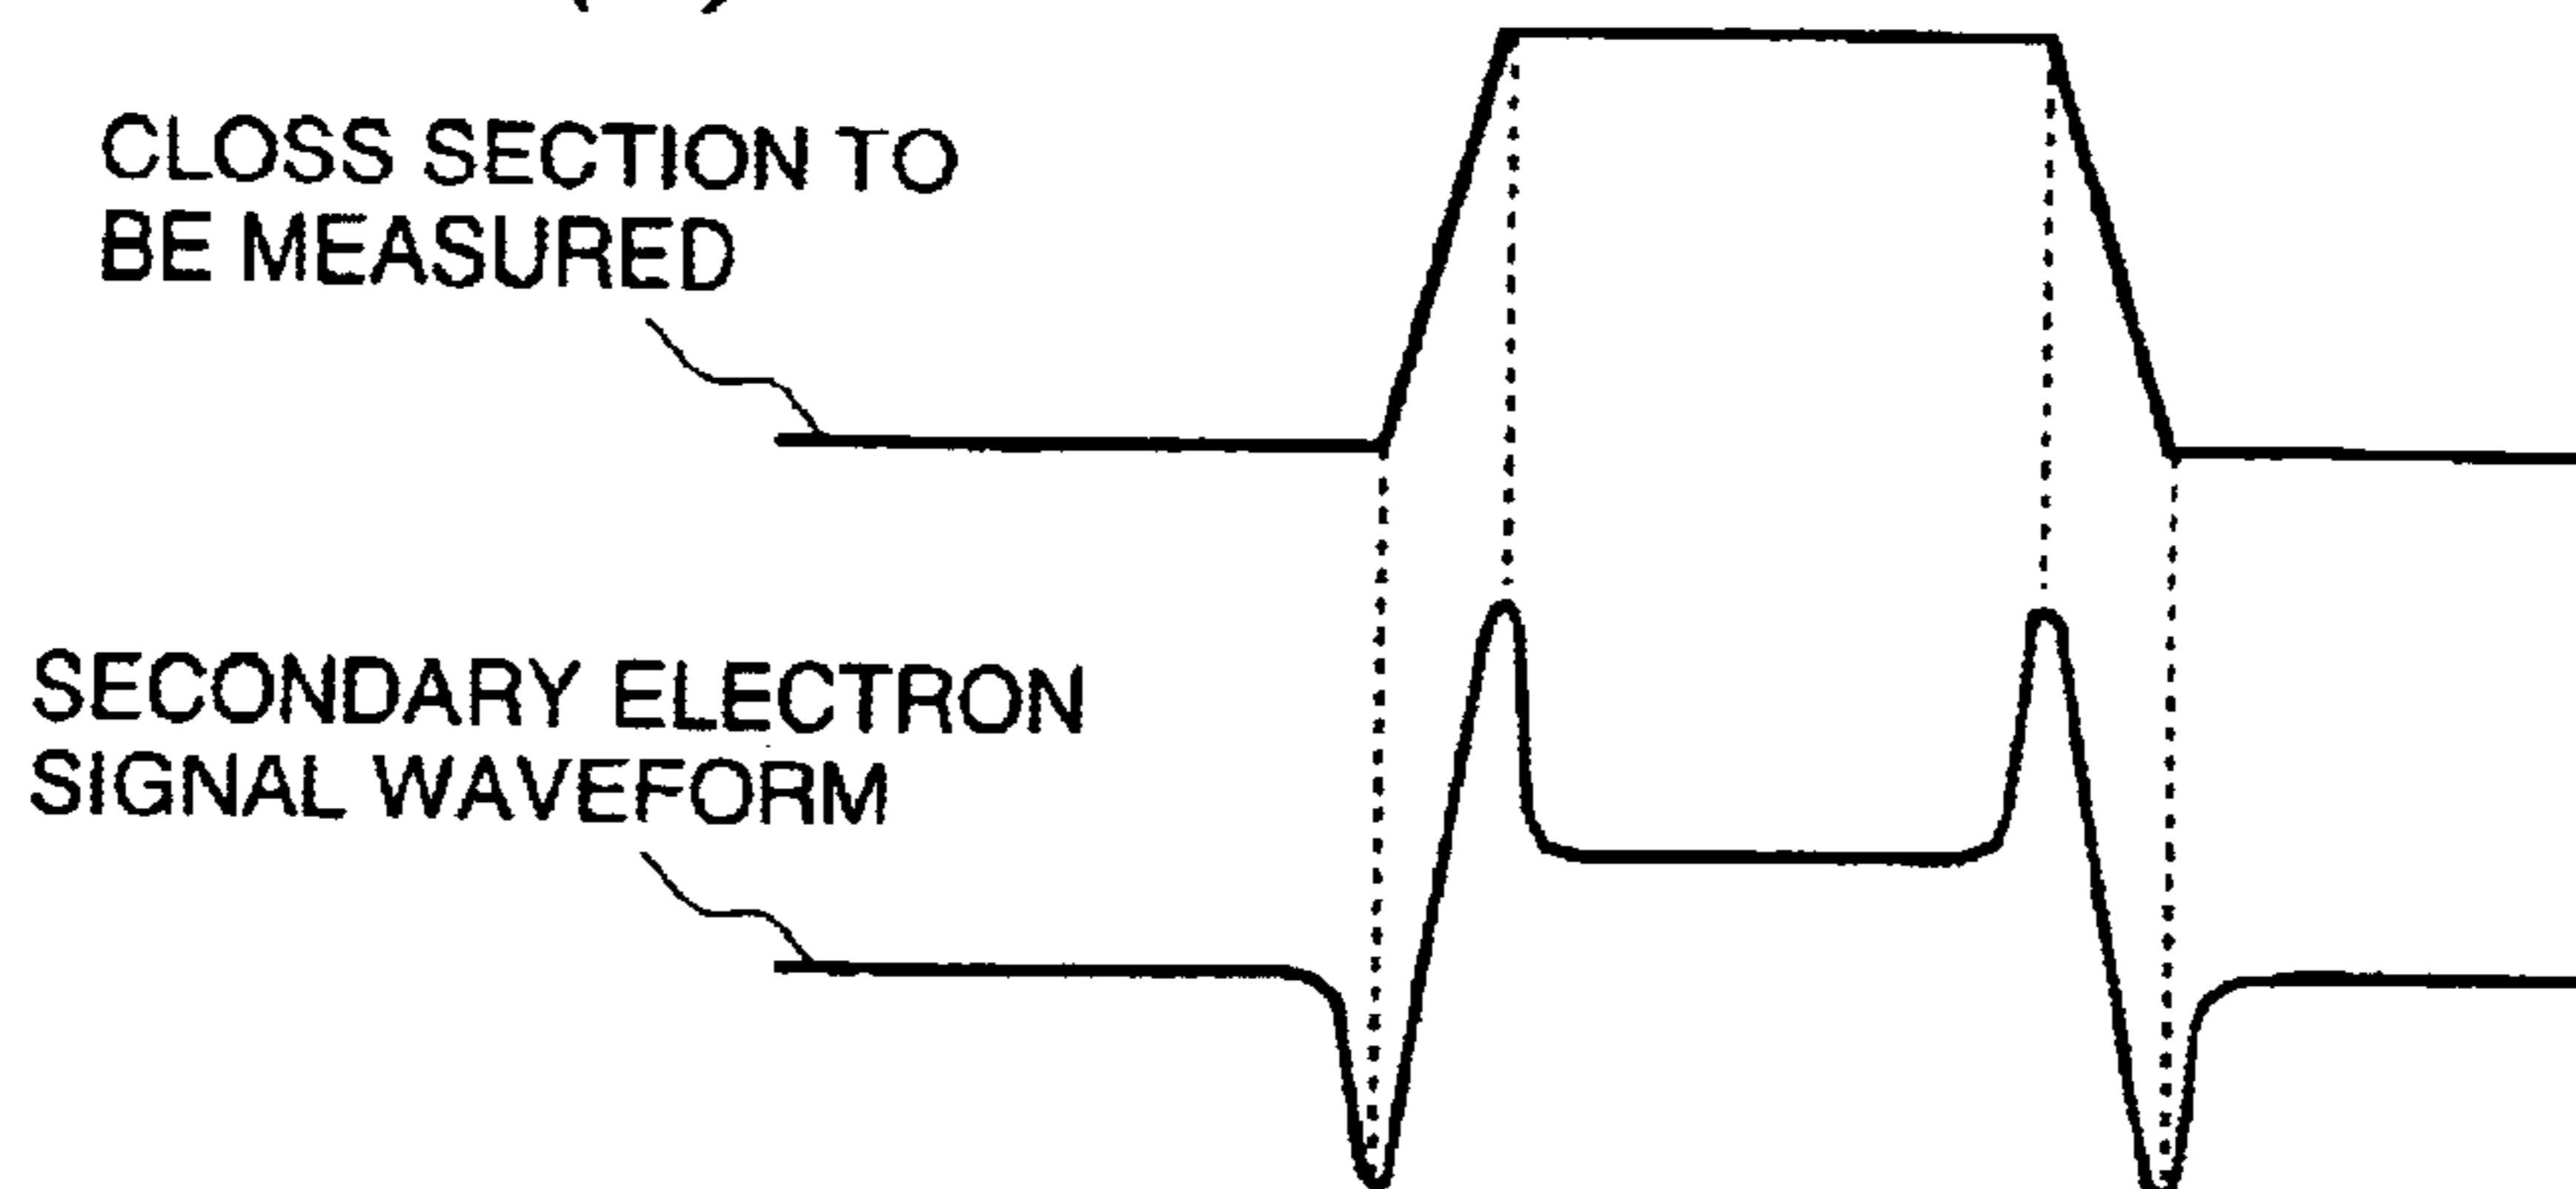 CLOSS SECTION TO
BE MEASURED
SECONDARY ELECTRON
SIGNAL WAVEFORM